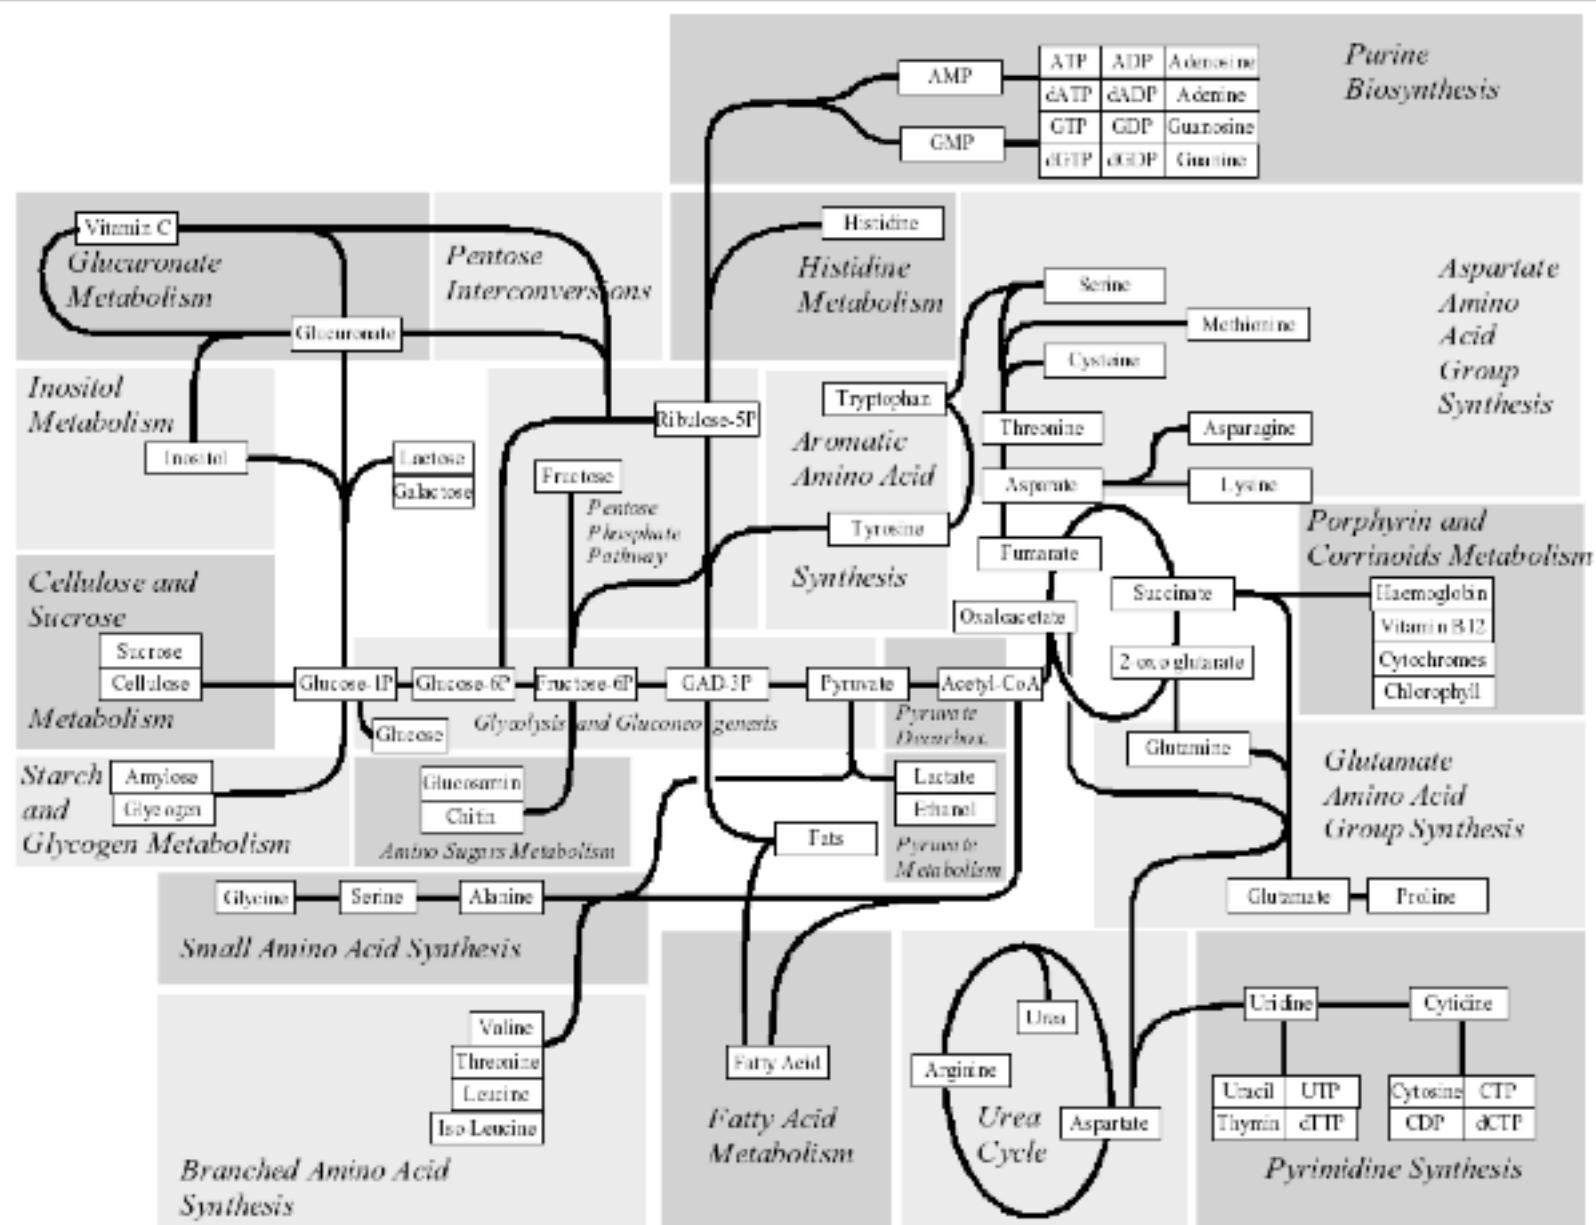 Purine
Biosynthesis
AMP
ATP ADP Adenosine
dATP dADP Adenine
GMP
GTP GDP Guanosine
dGTP dGDP Guanine
Vitamin C
Glucuronate
Metabolism
Glucuronate
Pentose
Interconversions
Histidine
Histidine
Metabolism
Aspartate
Amino
Acid
Group
Synthesis
Serine
Methionine
Cysteine
Threonine
Asparagine
Asparate
Lysine
Inositol
Metabolism
Inositol
Lactose
Galactose
Ribulose-5P
Fructose
Pentose
Phosphate
Pathway
Tryptophan
Aromatic
Amino Acid
Tyrosine
Synthesis
Fumarate
Succinate
Oxaloacetate
2-oxo glutarate
Porphyrin and
Corrinoids Metabolism
Haemoglobin
Vitamin B12
Cytochromes
Chlorophyll
Cellulose and
Sucrose
Sucrose
Cellulose
Metabolism
Glucose-1P
Glucose-6P
Fructose-6P
GAD-3P
Pyruvate
Acetyl-CoA
Glucose
Glycolysis and Gluconeogenesis
Pyruvate
Decarbox.
Starch
and
Glycogen Metabolism
Amylose
Glycogen
Glucosamin
Chitin
Amino Sugars Metabolism
Fats
Lactate
Ethanol
Pyruvate
Metabolism
Glutamine
Glutamate
Amino Acid
Group Synthesis
Glutamate
Proline
Glycine
Serine
Alanine
Small Amino Acid Synthesis
Valine
Threonine
Leucine
Iso Leucine
Branched Amino Acid
Synthesis
Fatty Acid
Fatty Acid
Metabolism
Urea
Arginine
Aspartate
Urea
Cycle
Uridine
Cytidine
Uracil UTP
Thymin dTTP
Cytosine CTP
CDP dCTP
Pyrimidine Synthesis